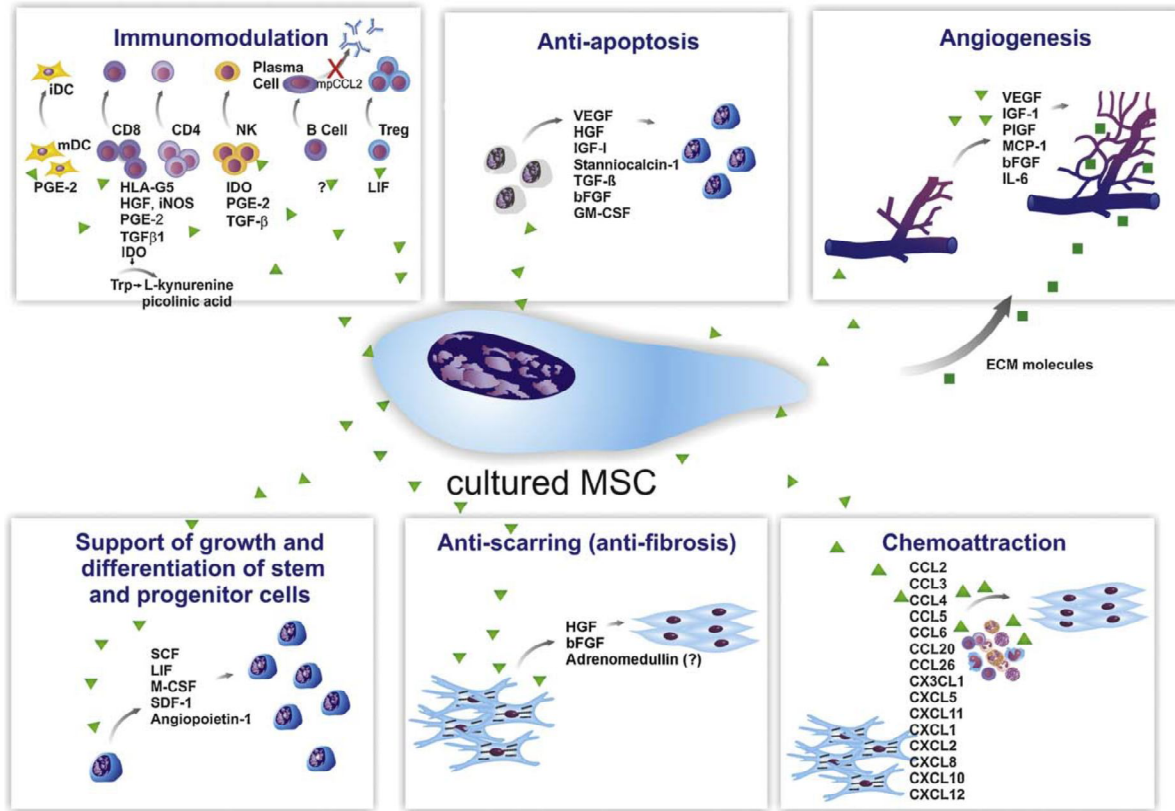 Immunomodulation
iDC
Plasma
Cell
mpCCL2
mDC
CD8
CD4
NK
B Cell
Treg
PGE-2
HLA-G5
HGF, iNOS
PGE-2
TGFβ1
IDO
IDO
PGE-2
TGF-β
?
LIF
Trp→L-kynurenine
picolinic acid
Anti-apoptosis
VEGF
HGF
IGF-I
Stanniocalcin-1
TGF-ß
bFGF
GM-CSF
Angiogenesis
VEGF
IGF-1
PIGF
MCP-1
bFGF
IL-6
ECM molecules
cultured MSC
Support of growth and
differentiation of stem
and progenitor cells
SCF
LIF
M-CSF
SDF-1
Angiopoietin-1
Anti-scarring (anti-fibrosis)
HGF
bFGF
Adrenomedullin (?)
Chemoattraction
CCL2
CCL3
CCL4
CCL5
CCL6
CCL20
CCL26
CX3CL1
CXCL5
CXCL11
CXCL1
CXCL2
CXCL8
CXCL10
CXCL12